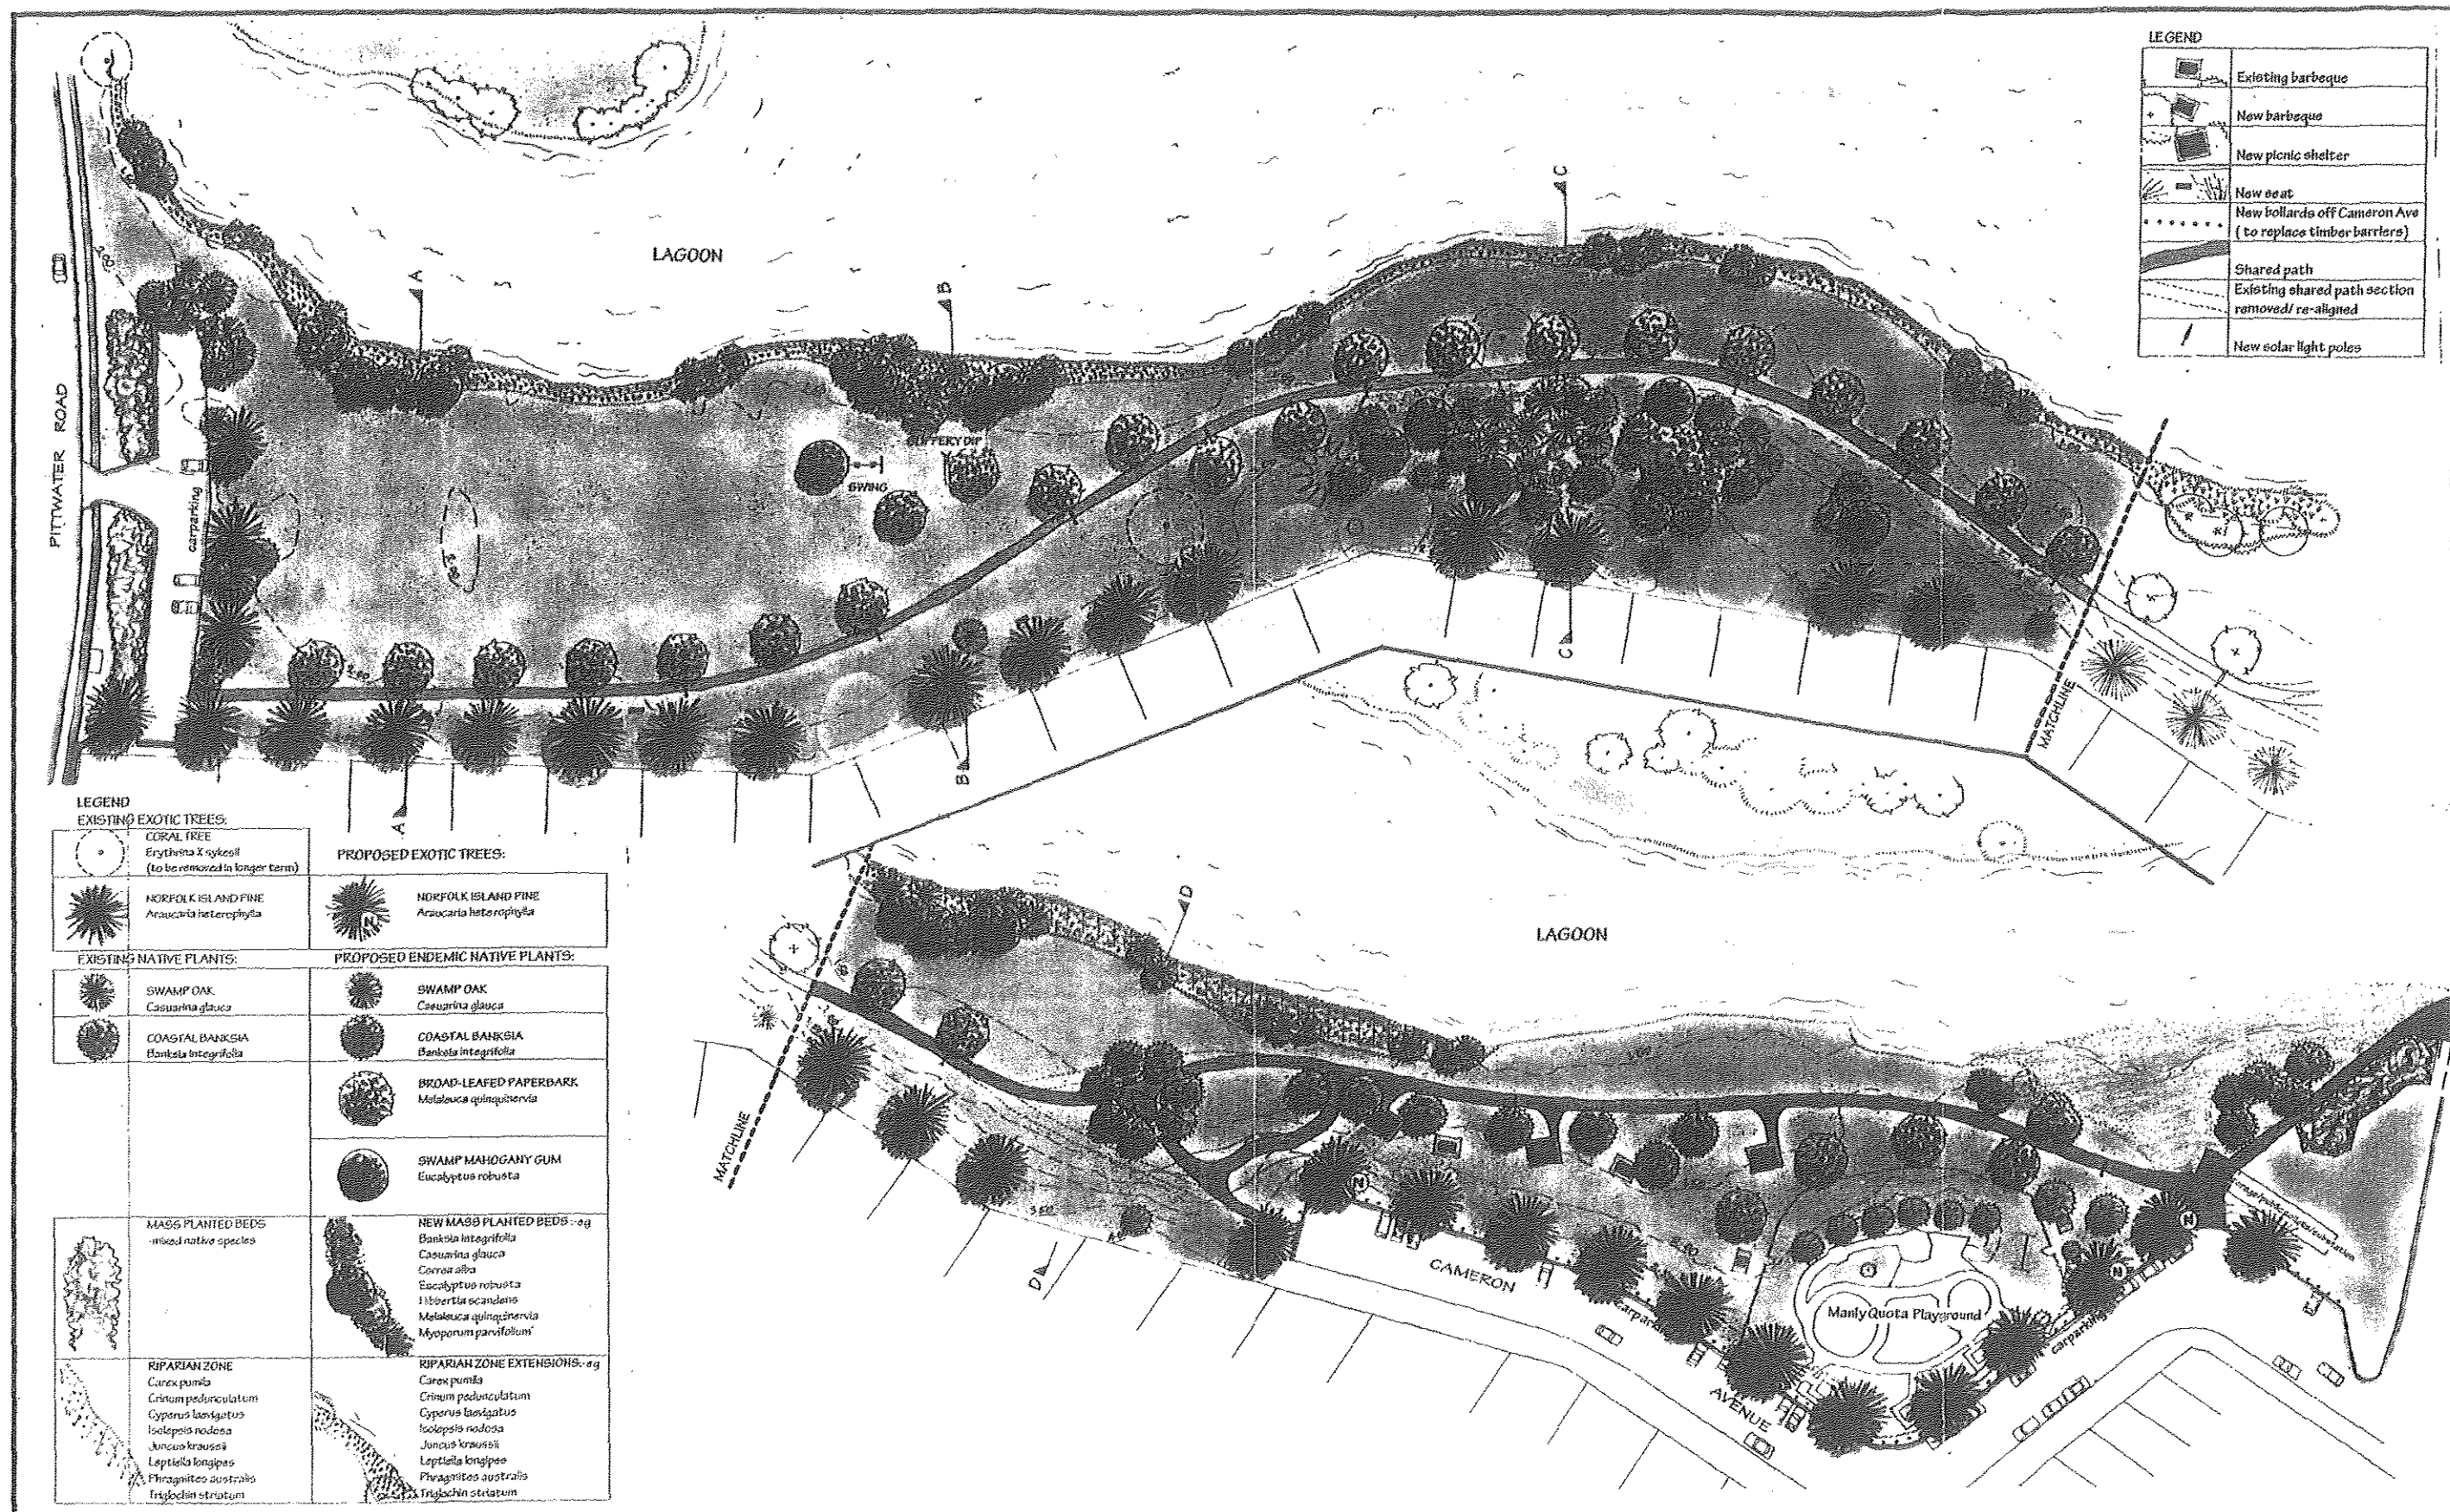 LEGEND
Existing barbeque
New barbeque
New picnic shelter
New seat
New bollards off Cameron Ave
( to replace timber barriers)
Shared path
Existing shared path section
removed/ re-aligned
New solar light poles
LAGOON
A
B
C
PITTWATER ROAD
carparking
SLIPPERY DIP
SWING
A
B
C
MATCHLINE
LEGEND
EXISTING EXOTIC TREES:
CORAL TREE
Erythrina X sykesii
(to be removed in longer term)
NORFOLK ISLAND PINE
Araucaria heterophylla
PROPOSED EXOTIC TREES:
N
NORFOLK ISLAND PINE
Araucaria heterophylla
EXISTING NATIVE PLANTS:
SWAMP OAK
Casuarina glauca
COASTAL BANKSIA
Banksia integrifolia
PROPOSED ENDEMIC NATIVE PLANTS:
SWAMP OAK
Casuarina glauca
COASTAL BANKSIA
Banksia integrifolia
BROAD-LEAFED PAPERBARK
Melaleuca quinquinervia
SWAMP MAHOGANY GUM
Eucalyptus robusta
MASS PLANTED BEDS
-mixed native species
NEW MASS PLANTED BEDS :-eg
Banksia integrifolia
Casuarina glauca
Correa alba
Eucalyptus robusta
Hibbertia scandens
Melaleuca quinquinervia
Myoporum parvifolium
RIPARIAN ZONE
Carex pumila
Crinum pedunculatum
Cyperus laevigatus
Isolepsis nodosa
Juncus kraussii
Leptiella longipes
Phragmites australis
Triglochin striatum
RIPARIAN ZONE EXTENSIONS:-eg
Carex pumila
Crinum pedunculatum
Cyperus laevigatus
Isolepsis nodosa
Juncus kraussii
Leptiella longipes
Phragmites australis
Triglochin striatum
LAGOON
D
MATCHLINE
D
1.00
3.50
N
CAMERON
AVENUE
carparking
Manly Quota Playground
N
N
carparking